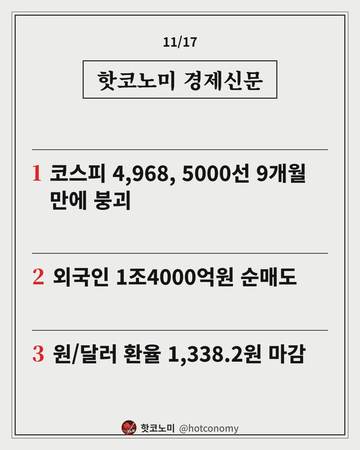 11/17
핫코노미 경제신문
1 코스피 4,968, 5000선 9개월
만에 붕괴
2 외국인 1조4000억원 순매도
3 원/달러 환율 1,338.2원 마감
핫코노미 @hotconomy